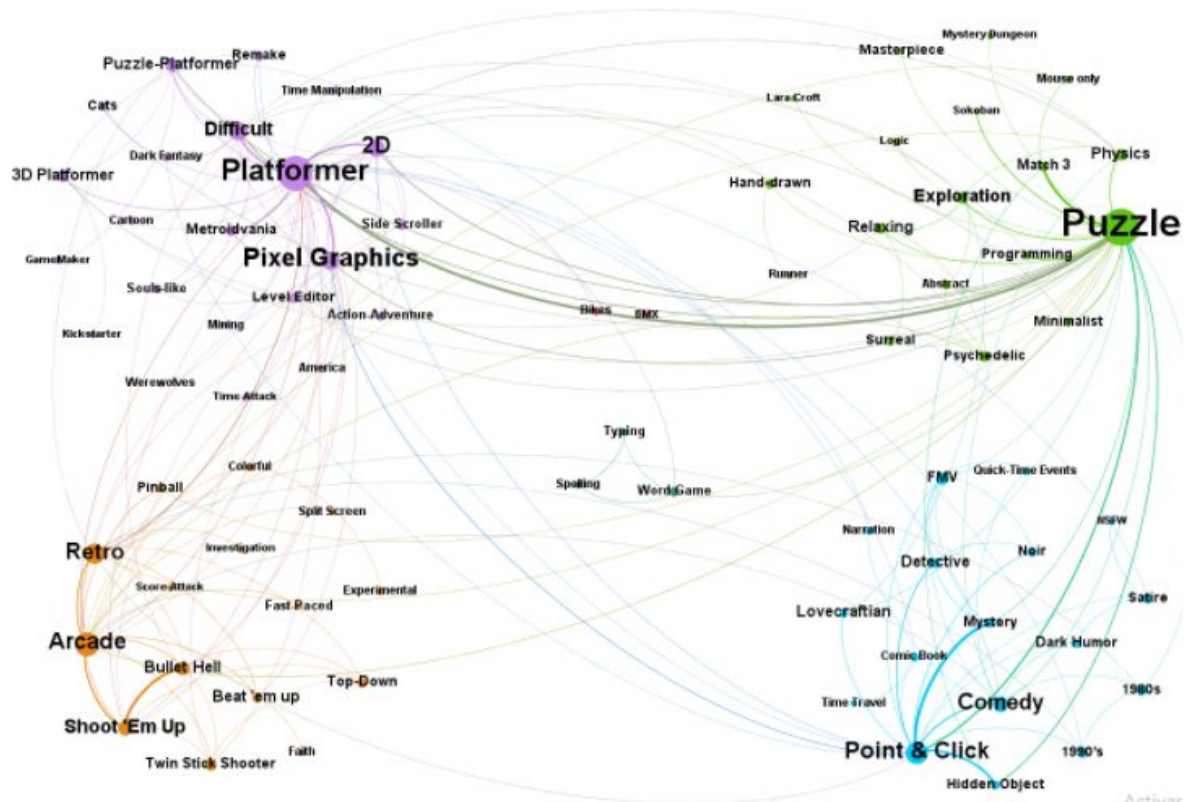 Puzzle-Platformer
Remake
Cats
Time Manipulation
Difficult
2D
Dark Fantasy
Platformer
3D Platformer
Cartoon
Metroidvania
Side Scroller
GameMaker
Pixel Graphics
Souls-like
Level Editor
Action-Adventure
Kickstarter
Mining
America
Werewolves
Time Attack
Mystery Dungeon
Masterpiece
Mouse only
Lara Croft
Sokoban
Logic
Physics
Match 3
Hand-drawn
Exploration
Relaxing
Puzzle
Programming
Runner
Abstract
Minimalist
Surreal
Psychedelic
Bikes
BMX
Typing
Spelling
Word Game
Colorful
Pinball
Split Screen
Retro
Investigation
Score Attack
Experimental
Fast-Paced
Arcade
Bullet Hell
Top-Down
Beat 'em up
Shoot 'Em Up
Faith
Twin Stick Shooter
FMV
Quick-Time Events
Narration
NSFW
Detective
Noir
Lovecraftian
Satire
Mystery
Comic Book
Dark Humor
Time Travel
Comedy
1980s
Point & Click
1990's
Hidden Object